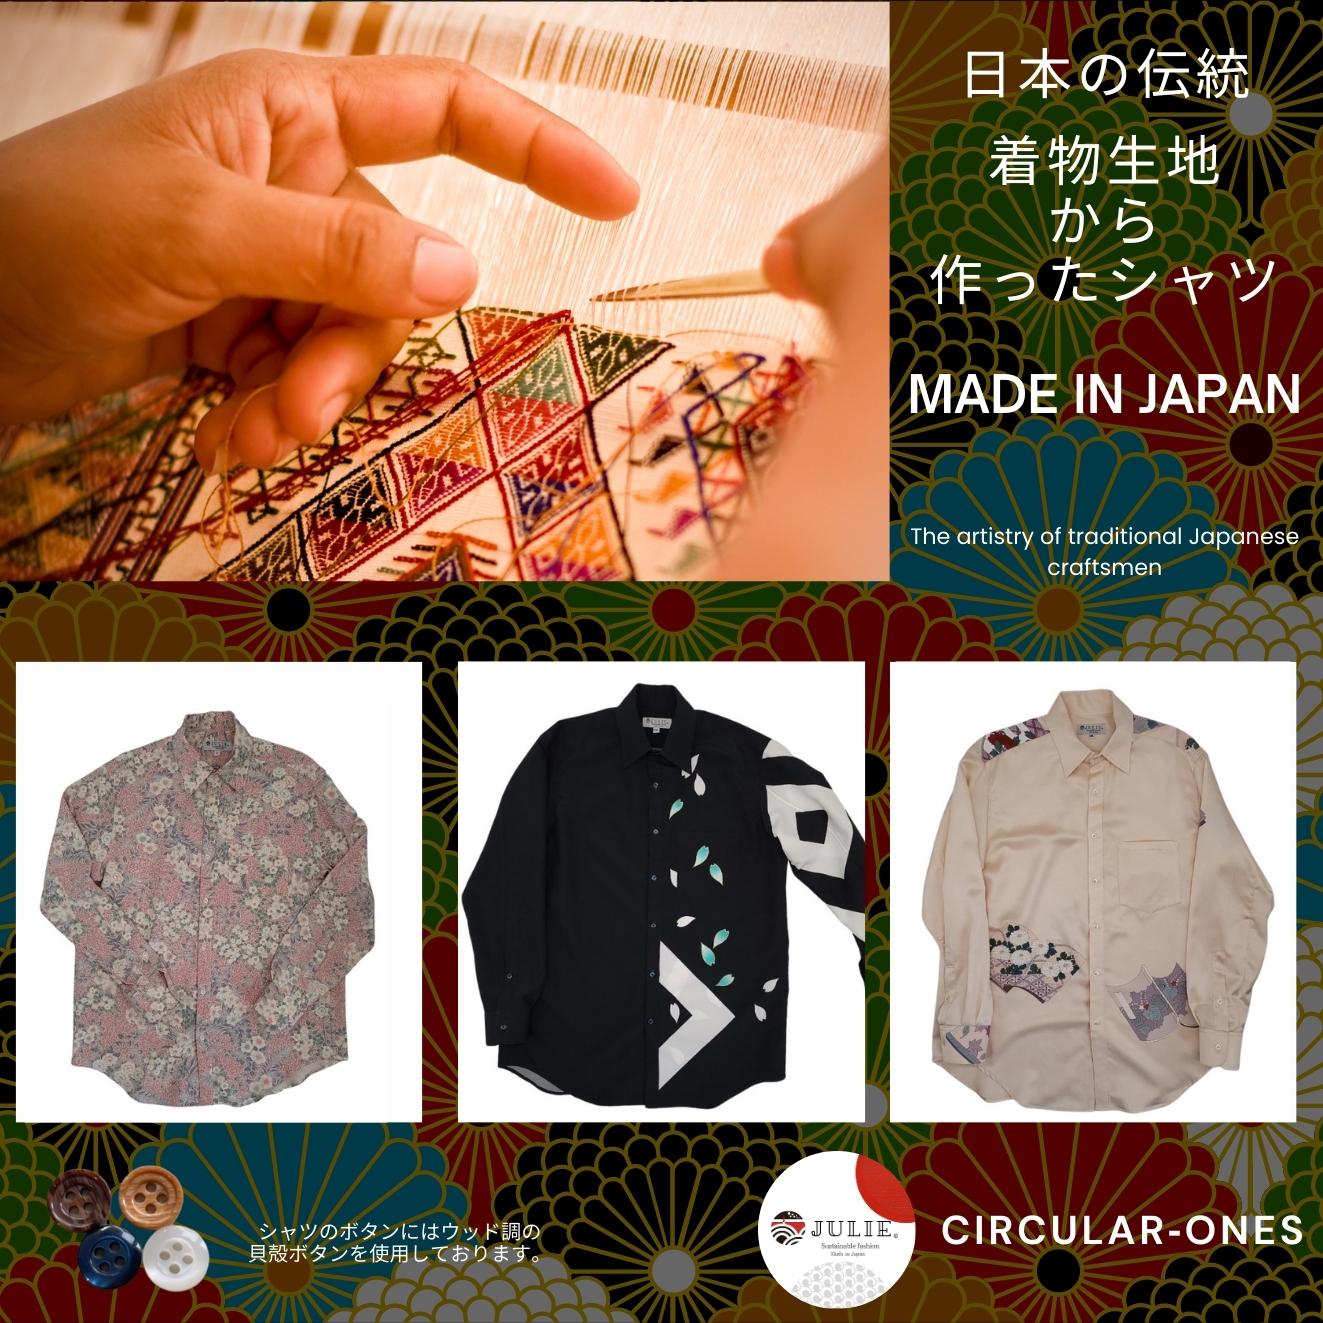 日本の伝統
着物生地
から
作ったシャツ
MADE IN JAPAN
The artistry of traditional Japanese
craftsmen
シャツのボタンにはウッド調の
貝殻ボタンを使用しております。
JULIE
Sustainable fashion
Made in Japan
CIRCULAR-ONES